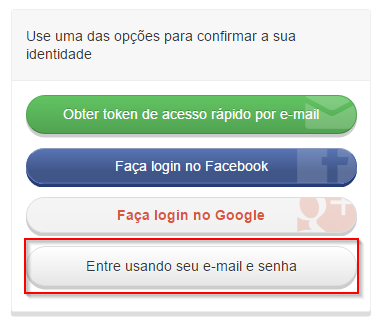 Use uma das opções para confirmar a sua
identidade
Obter token de acesso rápido por e-mail
Faça login no Facebook
Faça login no Google
Entre usando seu e-mail e senha